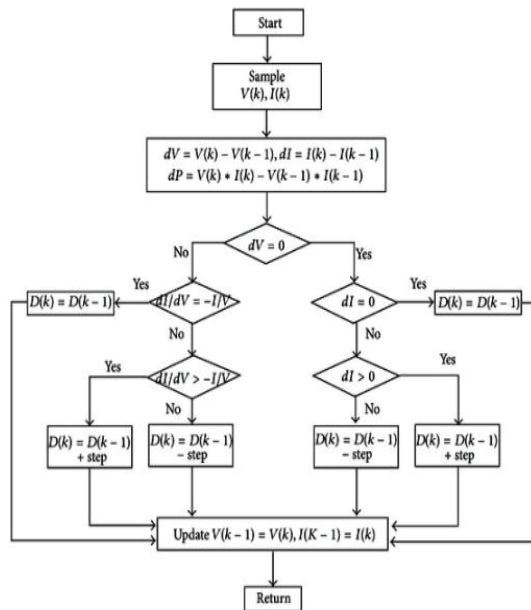 Start
Sample
V(k), I(k)
dV = V(k) − V(k − 1), dI = I(k) − I(k − 1)
dP = V(k) ∗ I(k) − V(k − 1) ∗ I(k − 1)
dV = 0
No
Yes
Yes
dI/dV = −I/V
D(k) = D(k − 1)
dI = 0
Yes
D(k) = D(k − 1)
No
No
Yes
dI/dV > −I/V
dI > 0
Yes
No
No
D(k) = D(k − 1)
+ step
D(k) = D(k − 1)
− step
D(k) = D(k − 1)
− step
D(k) = D(k − 1)
+ step
Update V(k − 1) = V(k), I(K − 1) = I(k)
Return